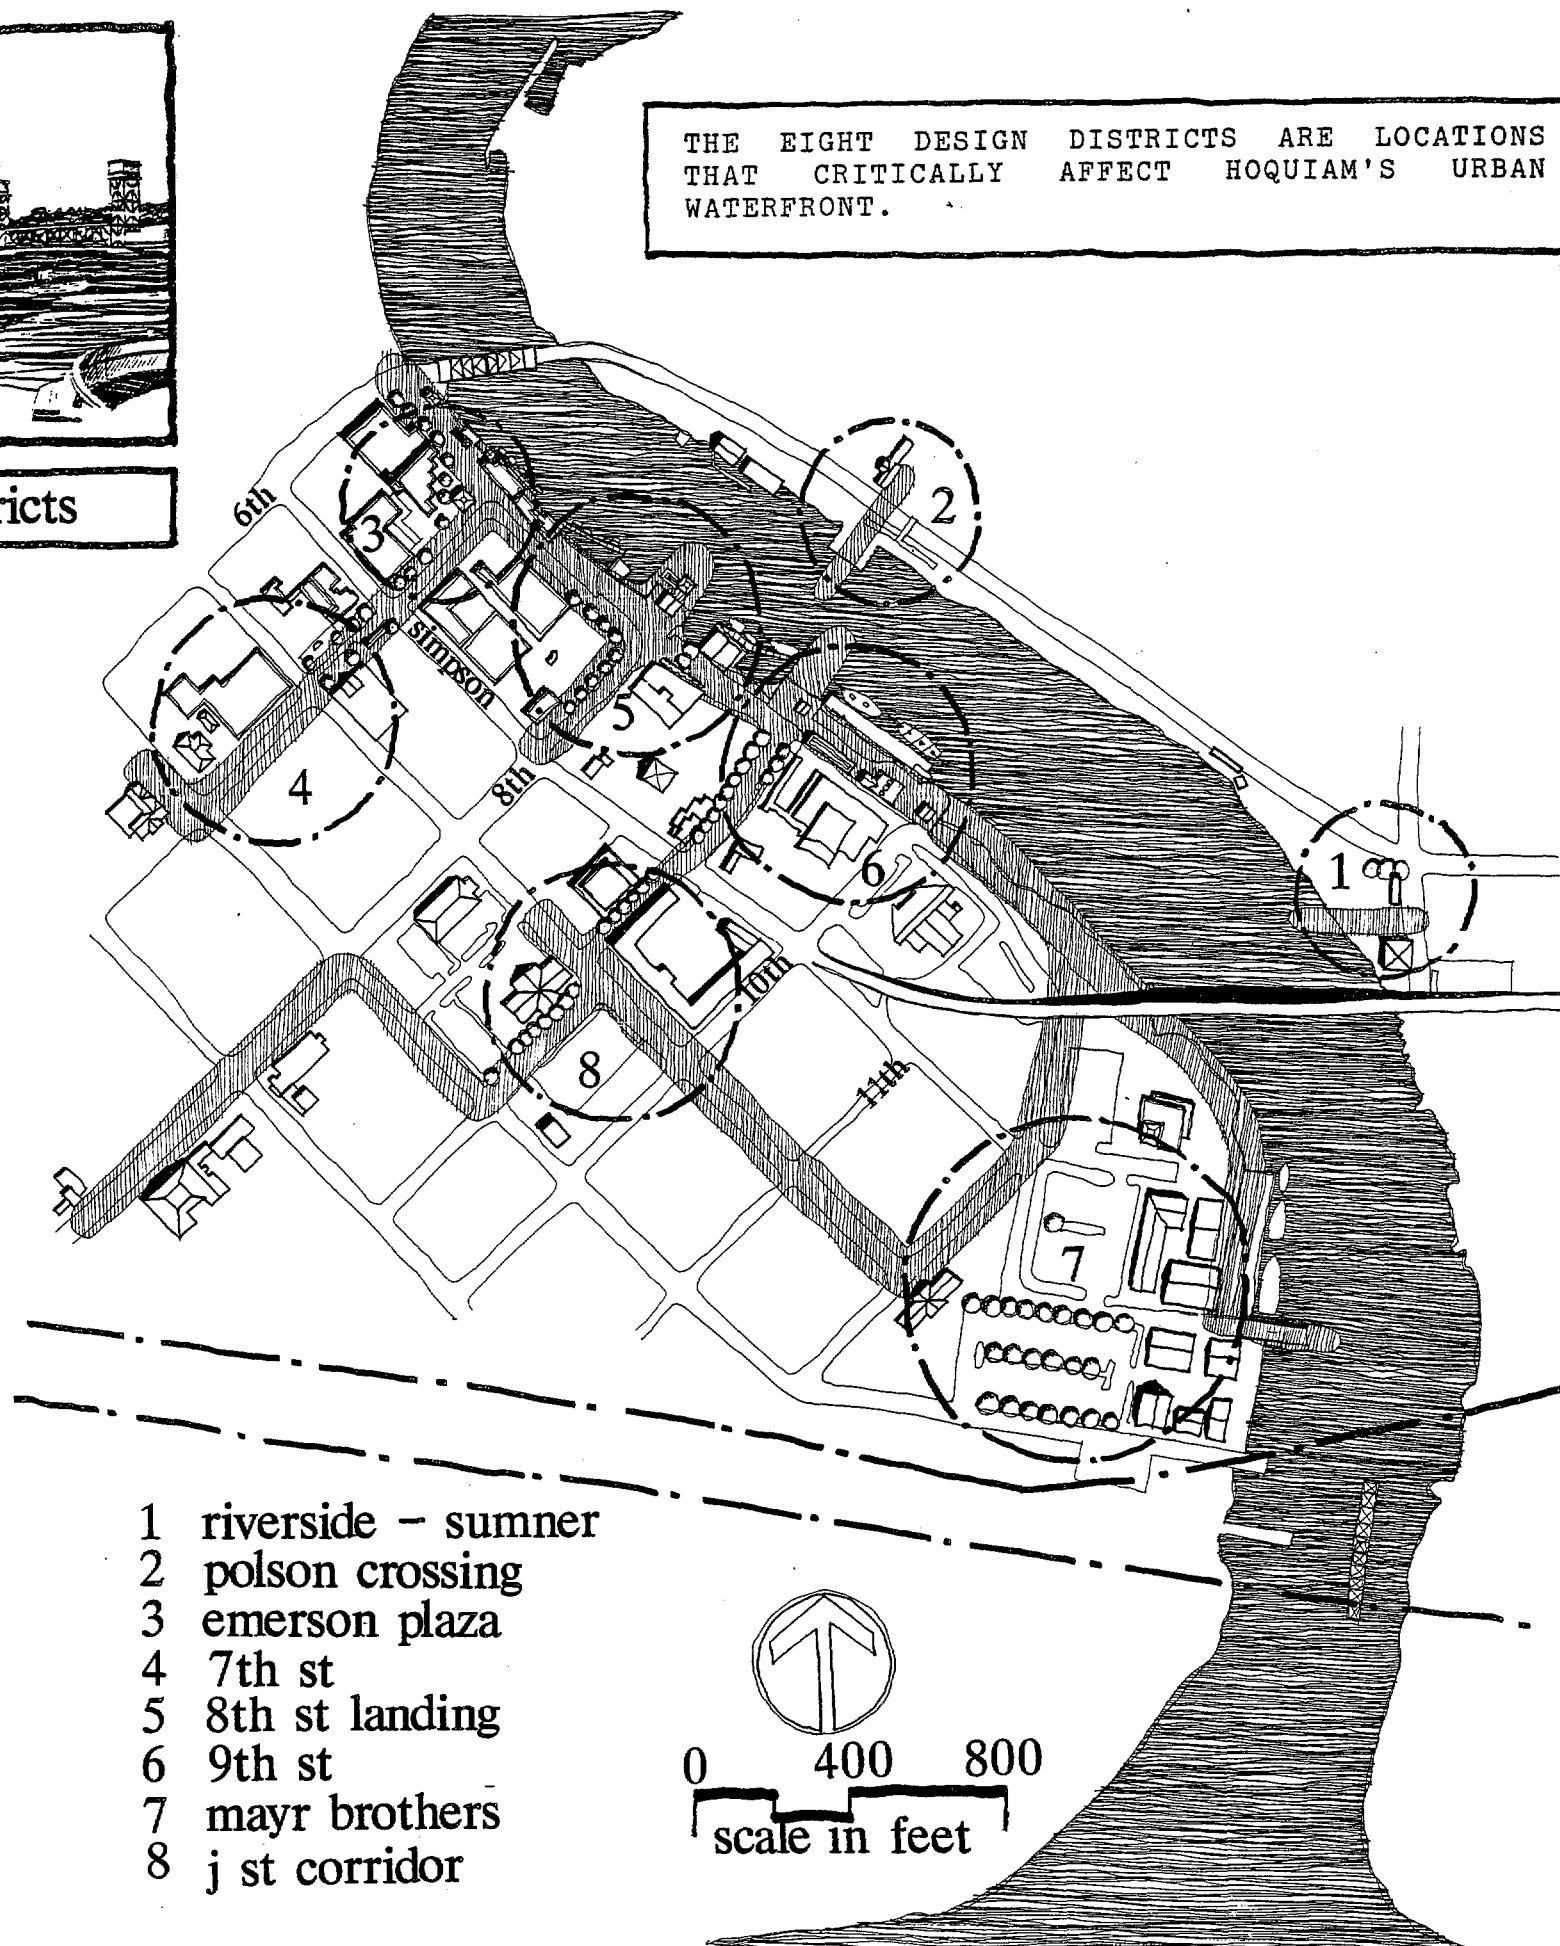 THE EIGHT DESIGN DISTRICTS ARE LOCATIONS
THAT CRITICALLY AFFECT HOQUIAM'S URBAN
WATERFRONT.
ricts
2
6th
3
simpson
5
4
8th
1
6
10th
8
11th
7
1 riverside – sumner
2 polson crossing
3 emerson plaza
4 7th st
5 8th st landing
6 9th st
7 mayr brothers
8 j st corridor
0 400 800
scale in feet